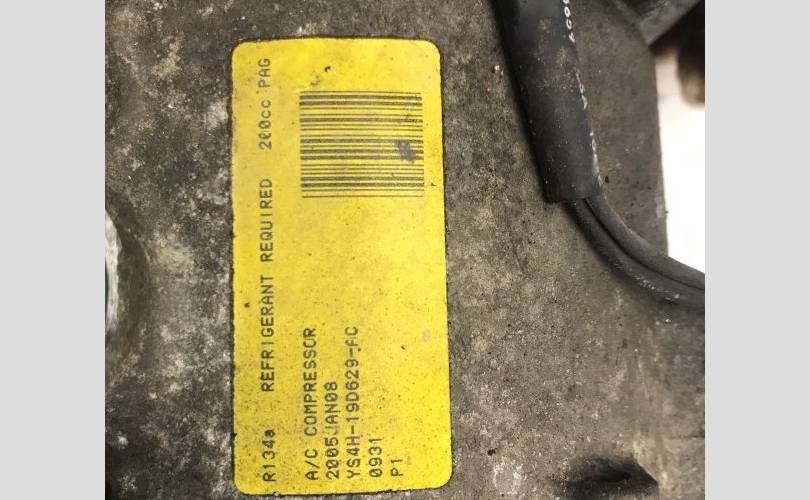 R134a REFRIGERANT REQUIRED 200cc PAG
A/C COMPRESSOR
2005JAN08
YS4H-19D629-AC
0931
P1